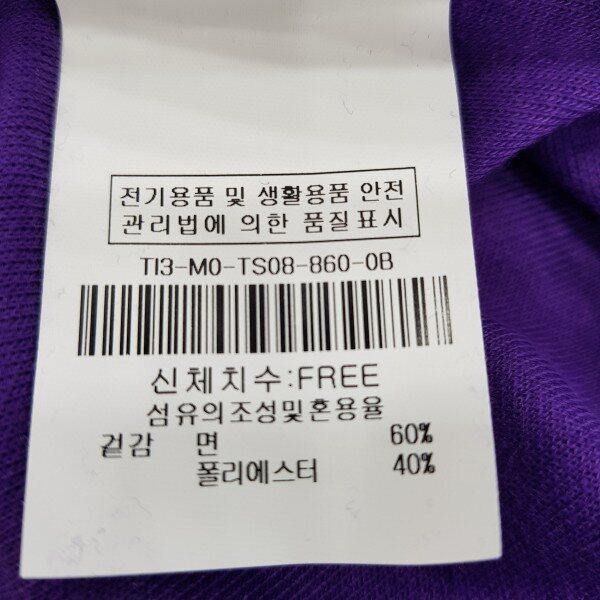 전기용품 및 생활용품 안전
관리법에 의한 품질표시
TI3-M0-TS08-860-0B
신체치수:FREE
섬유의조성및혼용율
겉감 면 60%
폴리에스터 40%